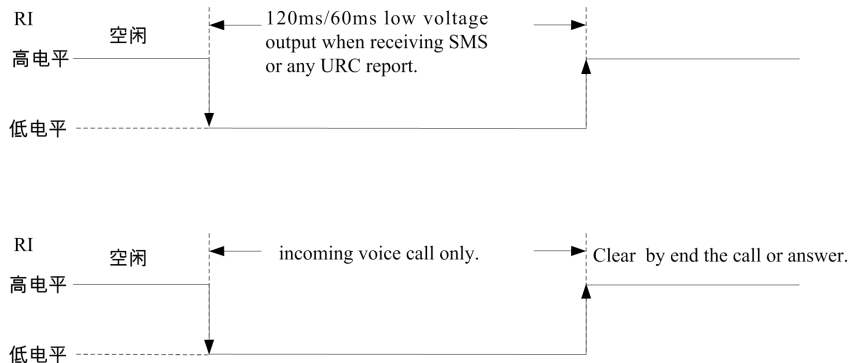 RI
空闲
120ms/60ms low voltage
output when receiving SMS
or any URC report.
高电平
低电平
RI
空闲
incoming voice call only.
Clear by end the call or answer.
高电平
低电平